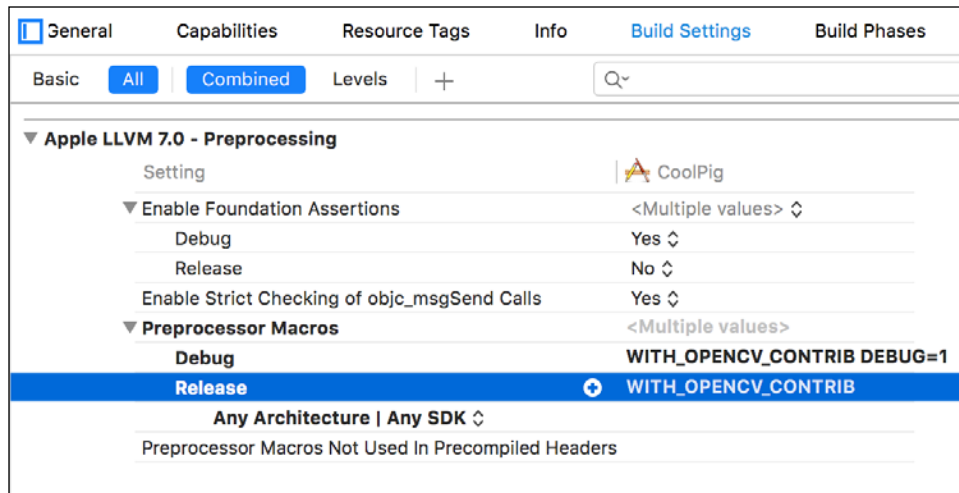 General Capabilities Resource Tags Info Build Settings Build Phases
Basic All Combined Levels +
Apple LLVM 7.0 - Preprocessing
Setting CoolPig
Enable Foundation Assertions <Multiple values>
Debug Yes
Release No
Enable Strict Checking of objc_msgSend Calls Yes
Preprocessor Macros <Multiple values>
Debug WITH_OPENCV_CONTRIB DEBUG=1
Release WITH_OPENCV_CONTRIB
Any Architecture | Any SDK
Preprocessor Macros Not Used In Precompiled Headers